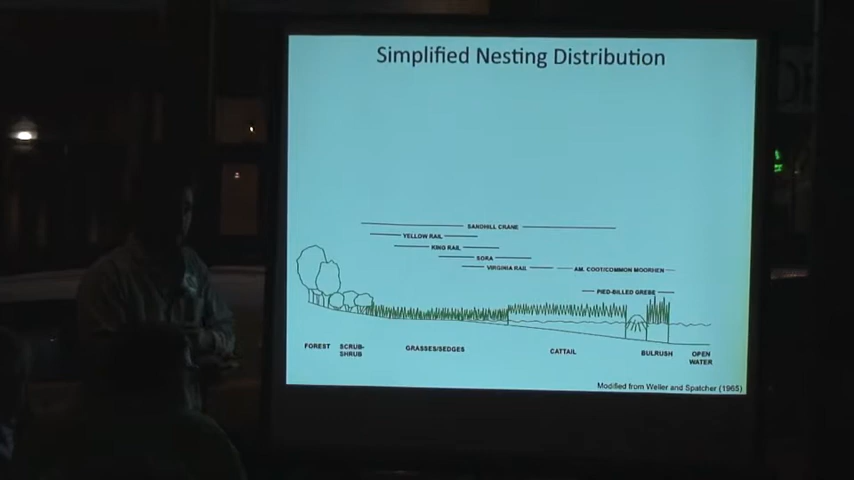 Simplified Nesting Distribution
SANDHILL CRANE
YELLOW RAIL
KING RAIL
SORA
VIRGINIA RAIL
AM. COOT/COMMON MOORHEN
PIED-BILLED GREBE
FOREST
SCRUB-
SHRUB
GRASSES/SEDGES
CATTAIL
BULRUSH
OPEN
WATER
Modified from Weller and Spatcher (1965)